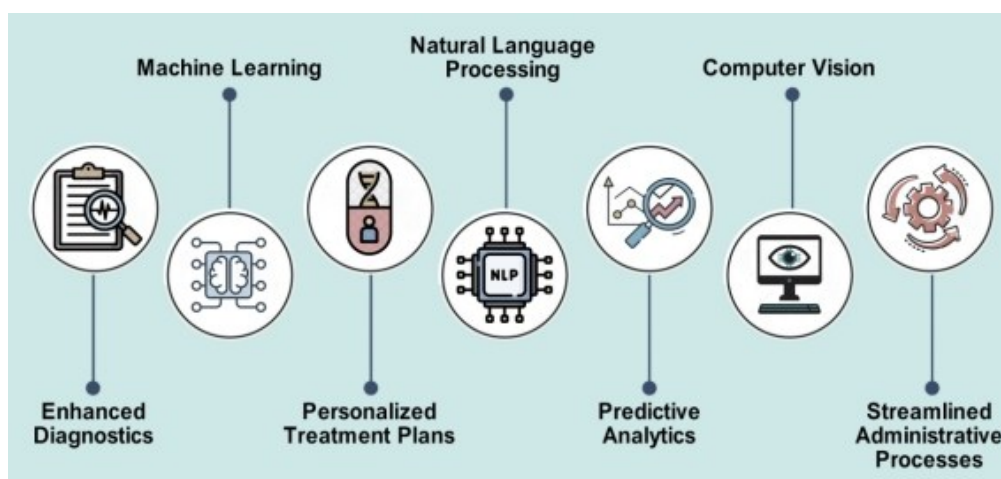 Machine Learning
Natural Language
Processing
Computer Vision
NLP
Enhanced
Diagnostics
Personalized
Treatment Plans
Predictive
Analytics
Streamlined
Administrative
Processes